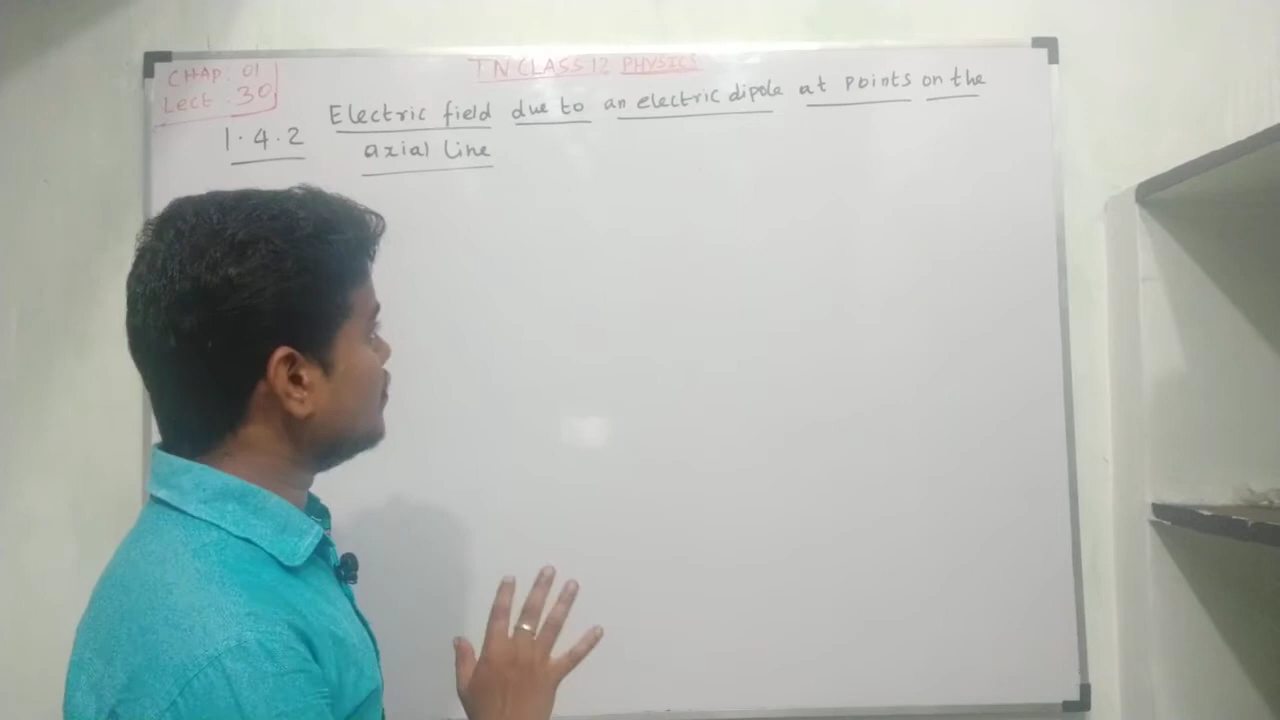 TN CLASS 12 PHYSICS
CHAP: 01
Lect: 30
1.4.2 Electric field due to an electric dipole at points on the
axial line